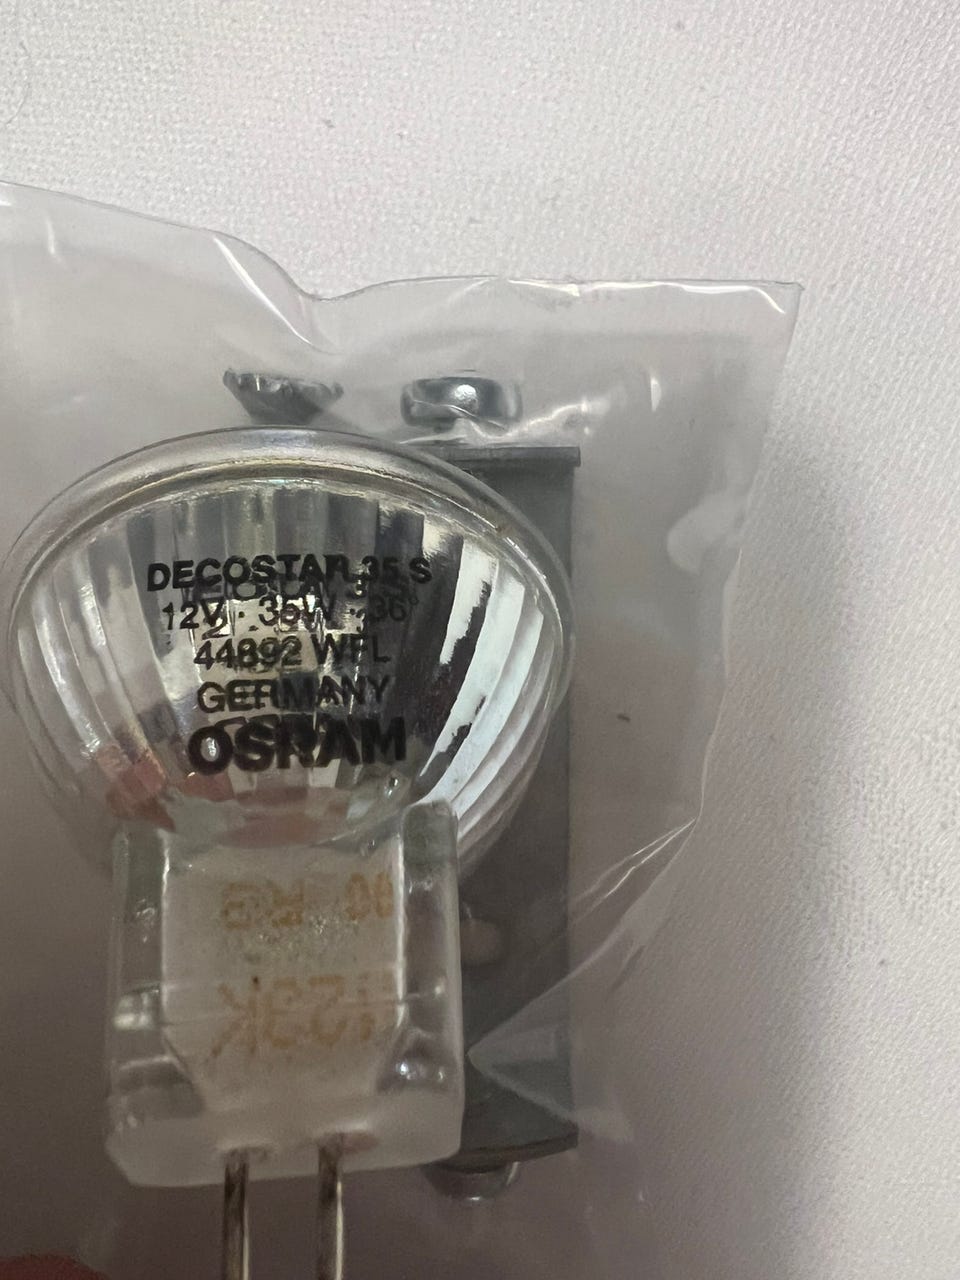 DECOSTAR 35 S
12V · 35W · 36°
44892 WFL
GERMANY
OSRAM